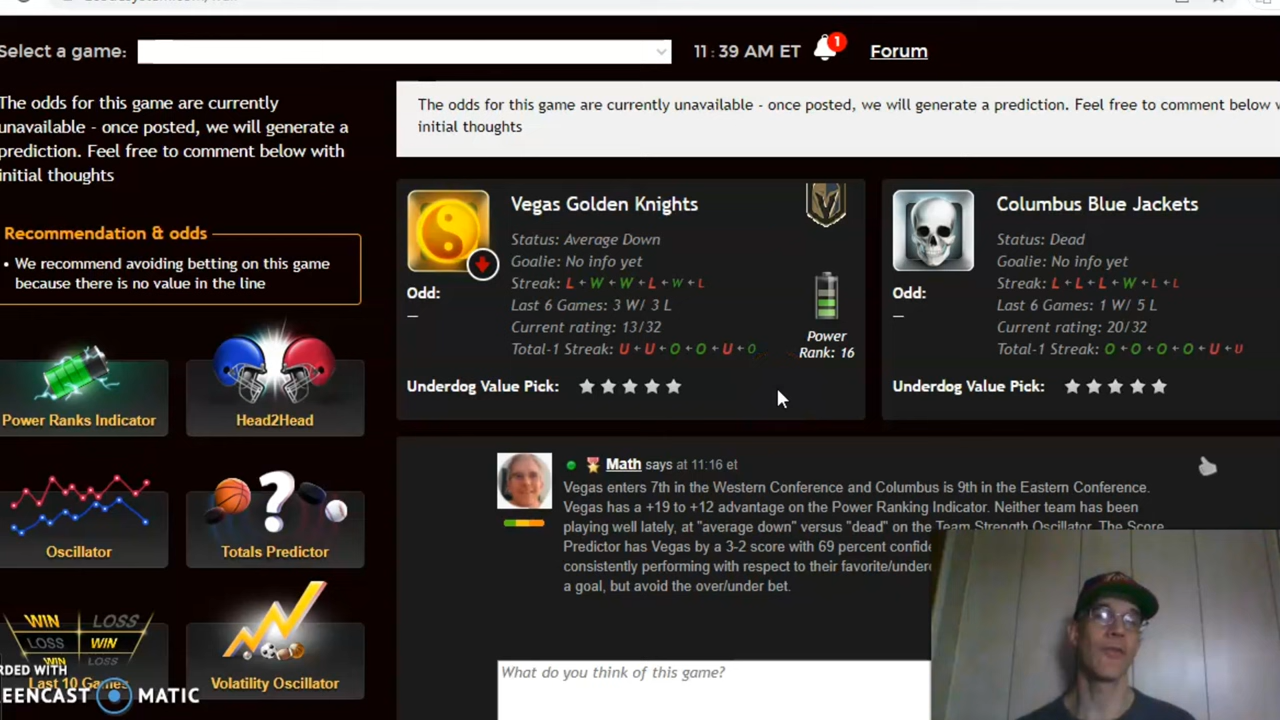 Select a game:
11:39 AM ET
1
Forum
The odds for this game are currently
unavailable - once posted, we will generate a
prediction. Feel free to comment below with
initial thoughts
Recommendation & odds
• We recommend avoiding betting on this game
because there is no value in the line
Power Ranks Indicator
Head2Head
Oscillator
Totals Predictor
WIN LOSS
LOSS WIN
WIN LOSS
Last 10 Games
Volatility Oscillator
RDED WITH
EENCAST MATIC
The odds for this game are currently unavailable - once posted, we will generate a prediction. Feel free to comment below
initial thoughts
Vegas Golden Knights
Status: Average Down
Goalie: No info yet
Streak: L W W L W L
Last 6 Games: 3 W/ 3 L
Current rating: 13/32
Total-1 Streak: U U O O U O
Odd:
—
Power
Rank: 16
Underdog Value Pick:
Columbus Blue Jackets
Status: Dead
Goalie: No info yet
Streak: L L L W L L
Last 6 Games: 1 W/ 5 L
Current rating: 20/32
Total-1 Streak: O O O O U U
Odd:
—
Underdog Value Pick:
Math says at 11:16 et
Vegas enters 7th in the Western Conference and Columbus is 9th in the Eastern Conference.
Vegas has a +19 to +12 advantage on the Power Ranking Indicator. Neither team has been
playing well lately, at "average down" versus "dead" on the Team Strength Oscillator. The Score
Predictor has Vegas by a 3-2 score with 69 percent
consistently performing with respect to their
a goal, but avoid the over/under bet.
What do you think of this game?